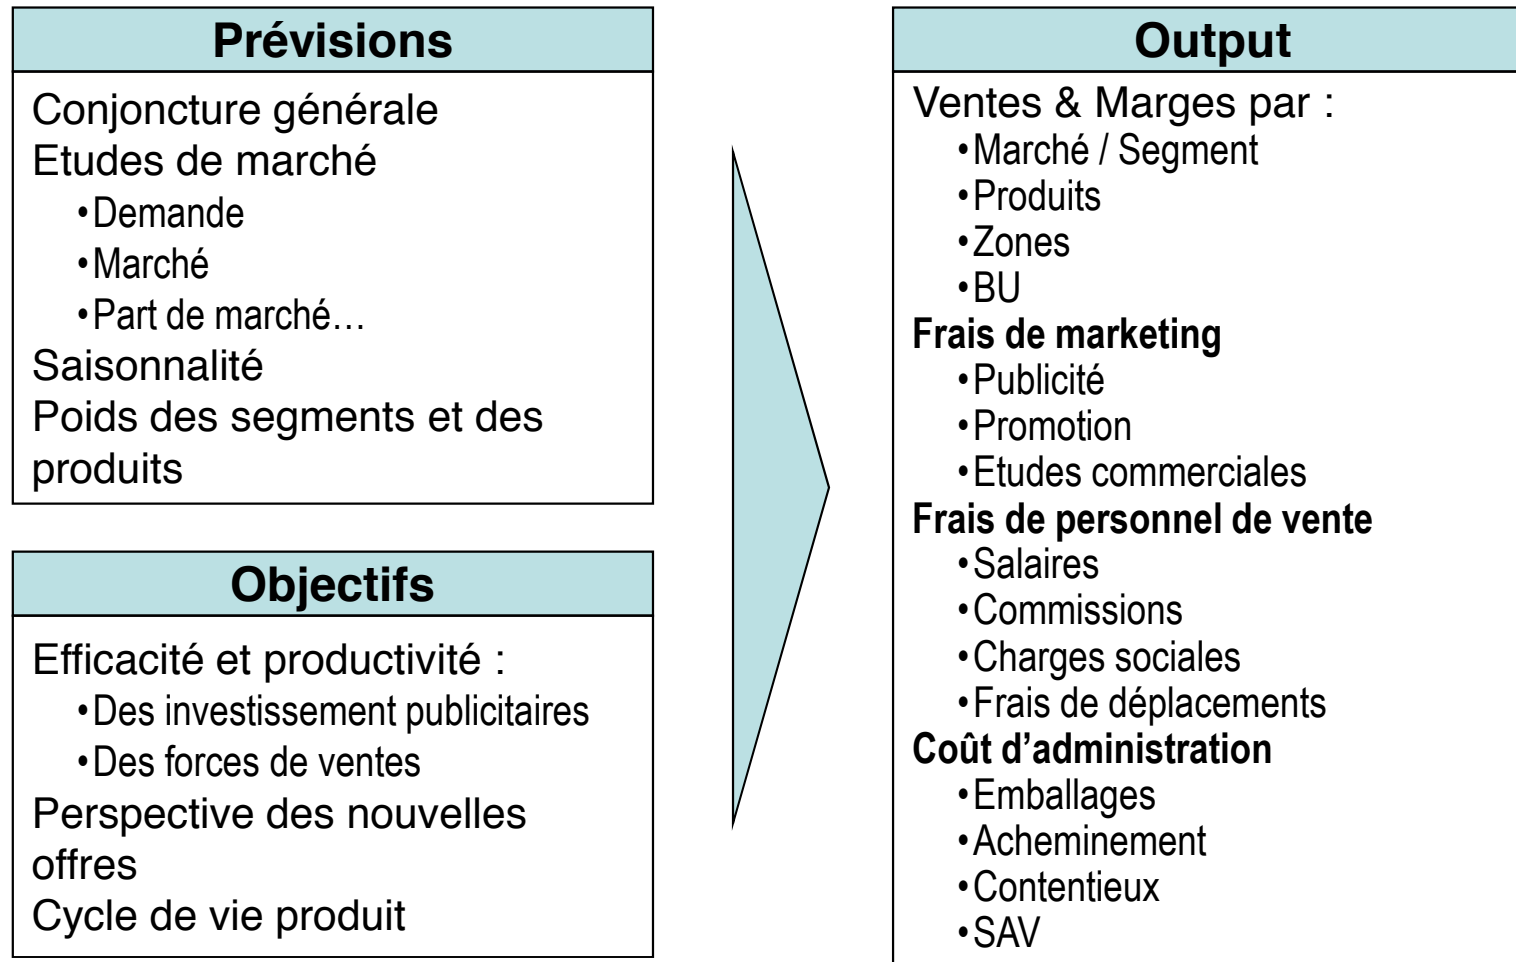 Prévisions
Conjoncture générale
Etudes de marché
•Demande
•Marché
•Part de marché…
Saisonnalité
Poids des segments et des
produits
Objectifs
Efficacité et productivité :
•Des investissement publicitaires
•Des forces de ventes
Perspective des nouvelles
offres
Cycle de vie produit
Output
Ventes & Marges par :
•Marché / Segment
•Produits
•Zones
•BU
Frais de marketing
•Publicité
•Promotion
•Etudes commerciales
Frais de personnel de vente
•Salaires
•Commissions
•Charges sociales
•Frais de déplacements
Coût d’administration
•Emballages
•Acheminement
•Contentieux
•SAV